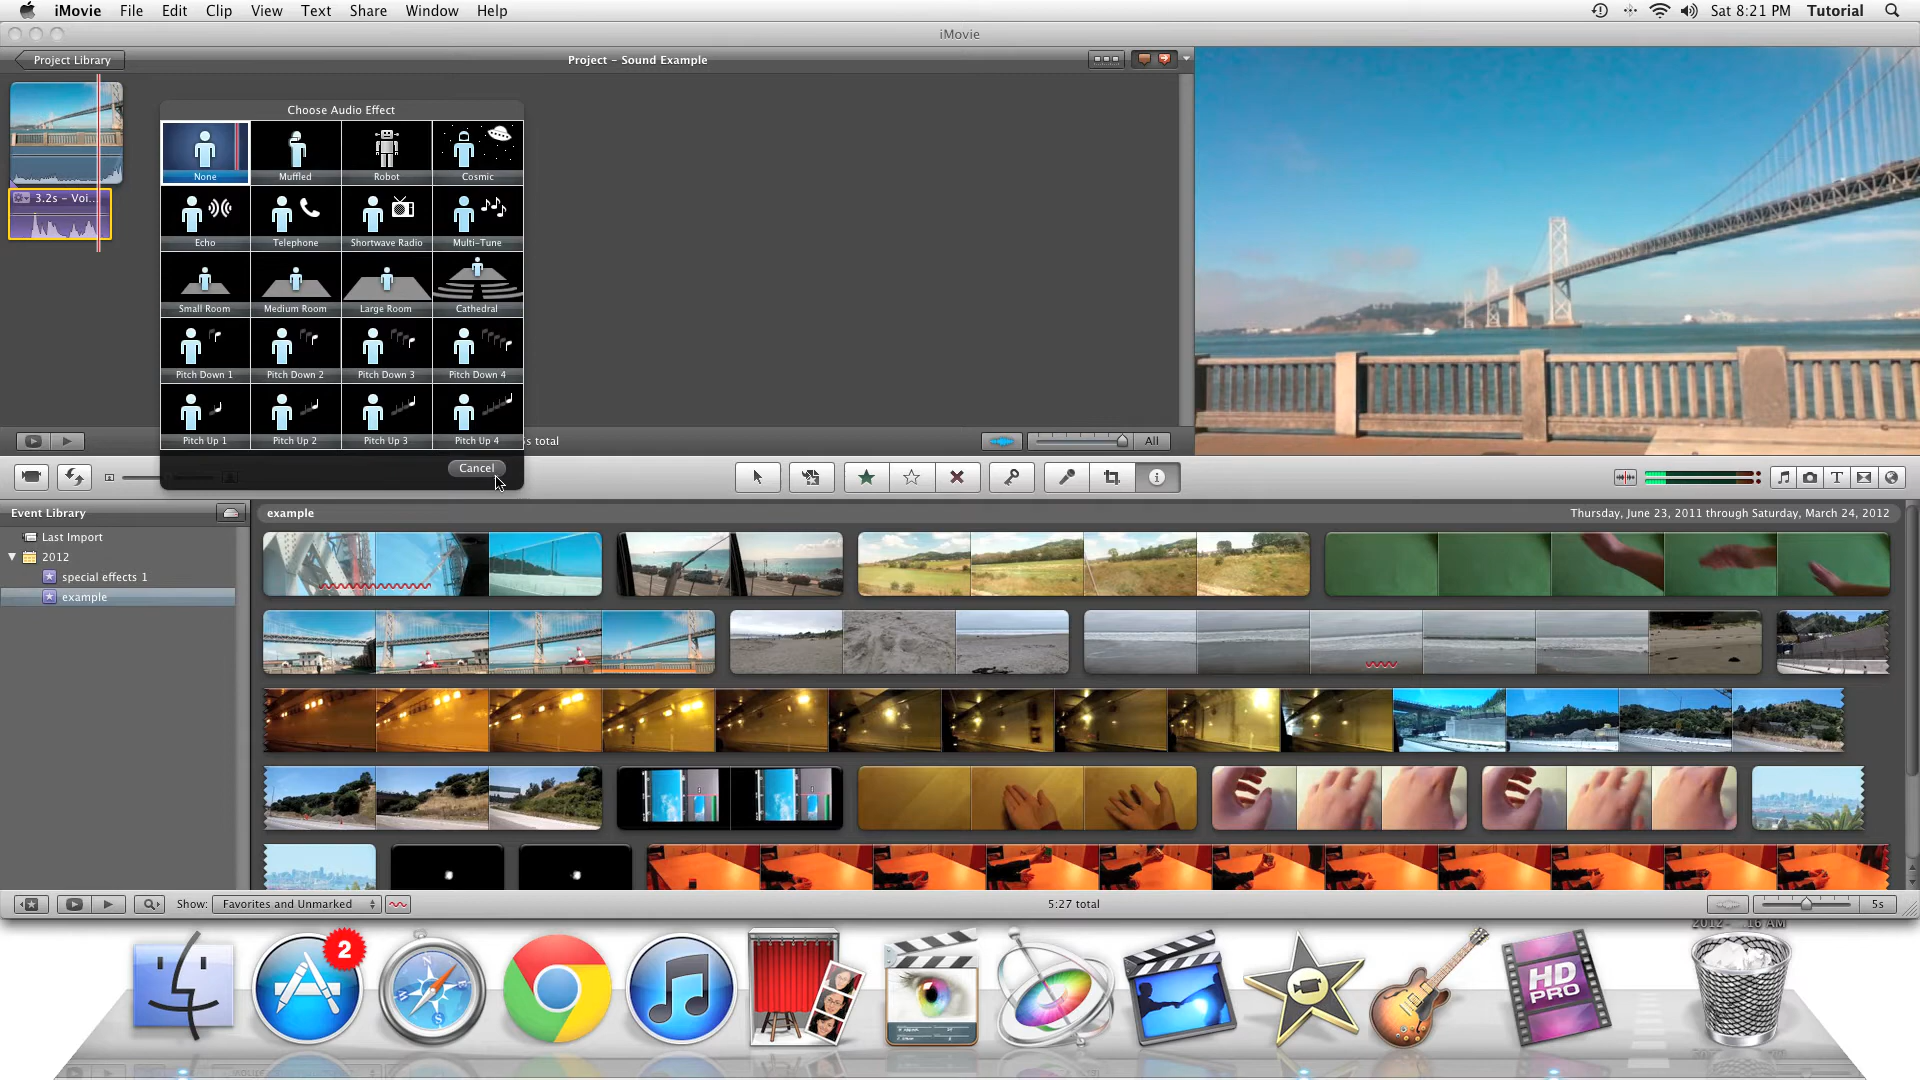 iMovie File Edit Clip View Text Share Window Help Sat 8:21 PM Tutorial
iMovie
Project Library Project - Sound Example
Choose Audio Effect
None Muffled Robot Cosmic
3.2s - Voi...
Echo Telephone Shortwave Radio Multi-Tune
Small Room Medium Room Large Room Cathedral
Pitch Down 1 Pitch Down 2 Pitch Down 3 Pitch Down 4
Pitch Up 1 Pitch Up 2 Pitch Up 3 Pitch Up 4
s total All
Cancel
Event Library example Thursday, June 23, 2011 through Saturday, March 24, 2012
Last Import
2012
special effects 1
example
Show: Favorites and Unmarked 5:27 total 5s
2
HD
PRO